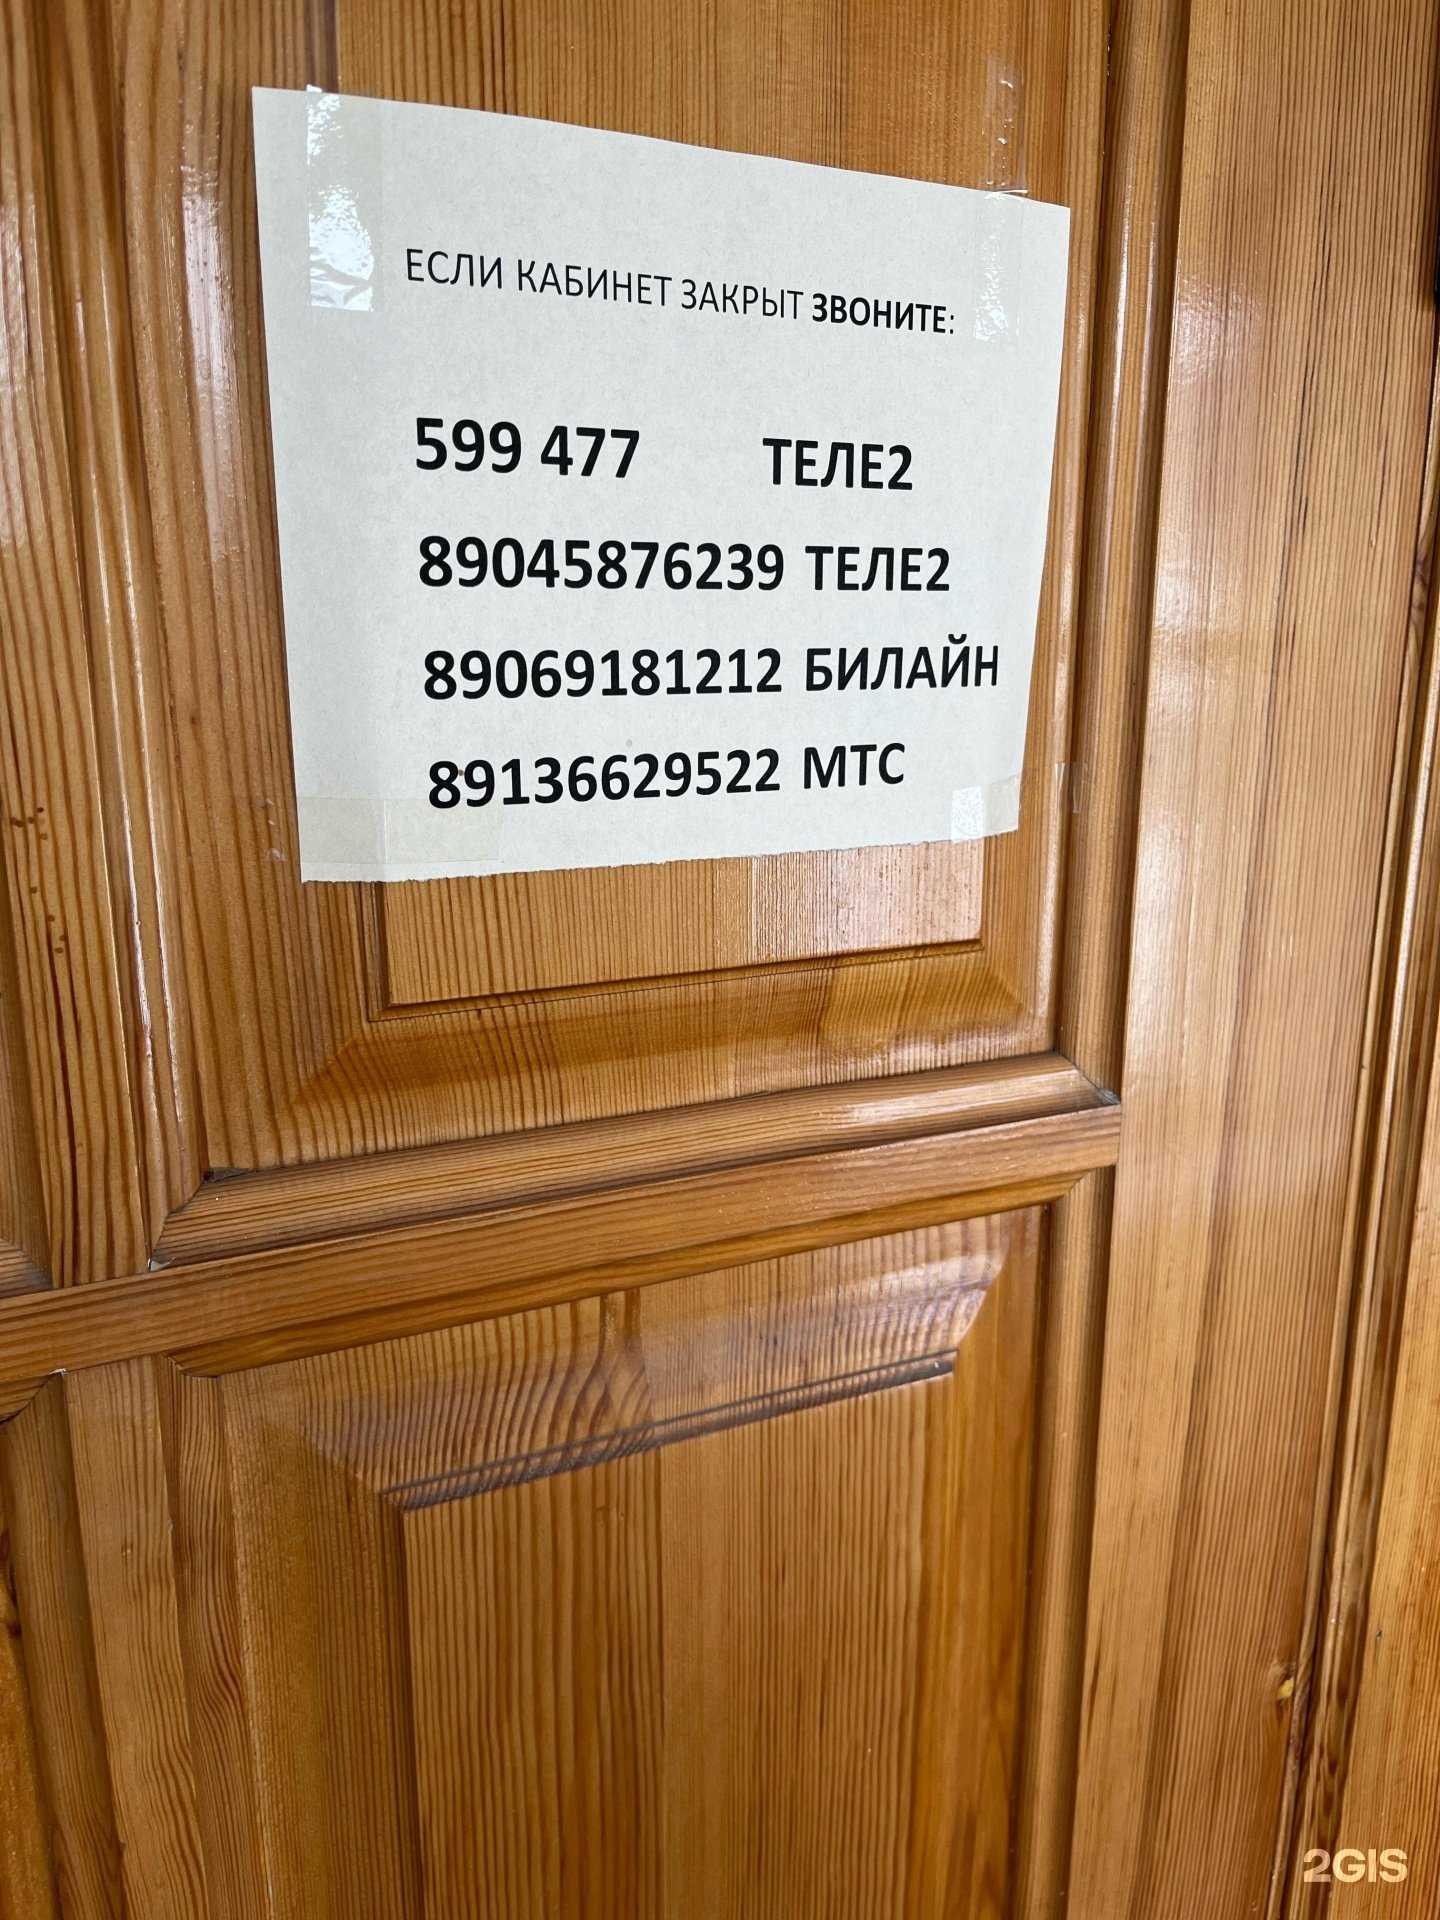 ЕСЛИ КАБИНЕТ ЗАКРЫТ ЗВОНИТЕ:
599 477 ТЕЛЕ2
89045876239 ТЕЛЕ2
89069181212 БИЛАЙН
89136629522 МТС
2GIS